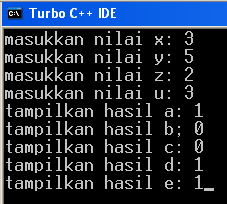 Turbo C++ IDE
masukkan nilai x: 3
masukkan nilai y: 5
masukkan nilai z: 2
masukkan nilai u: 3
tampilkan hasil a: 1
tampilkan hasil b; 0
tampilkan hasil c: 0
tampilkan hasil d: 1
tampilkan hasil e: 1_